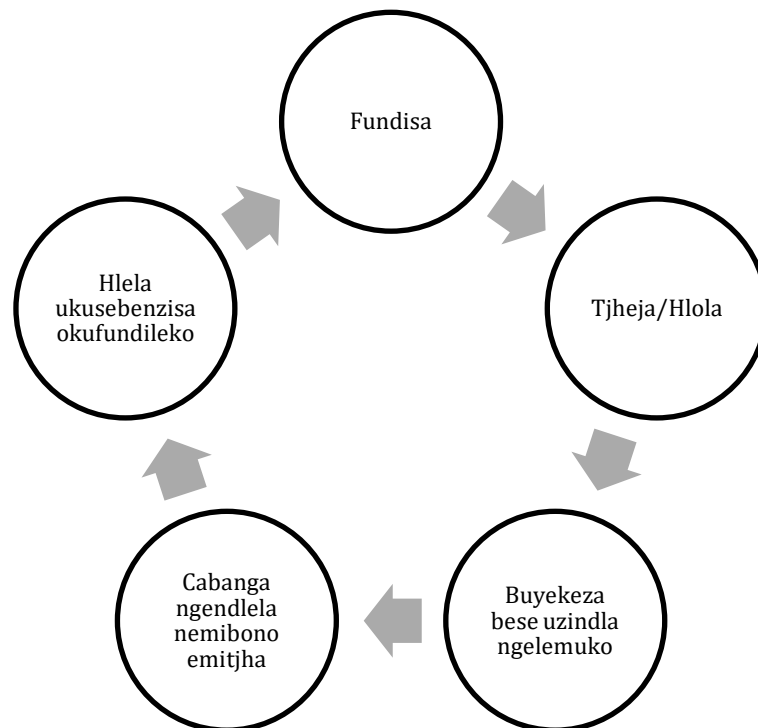 Fundisa
Tjheja/Hlola
Buyekeza
bese uzindla
ngelemuko
Cabanga
ngendlela
nemibono
emitjha
Hlela
ukusebenzisa
okufundileko